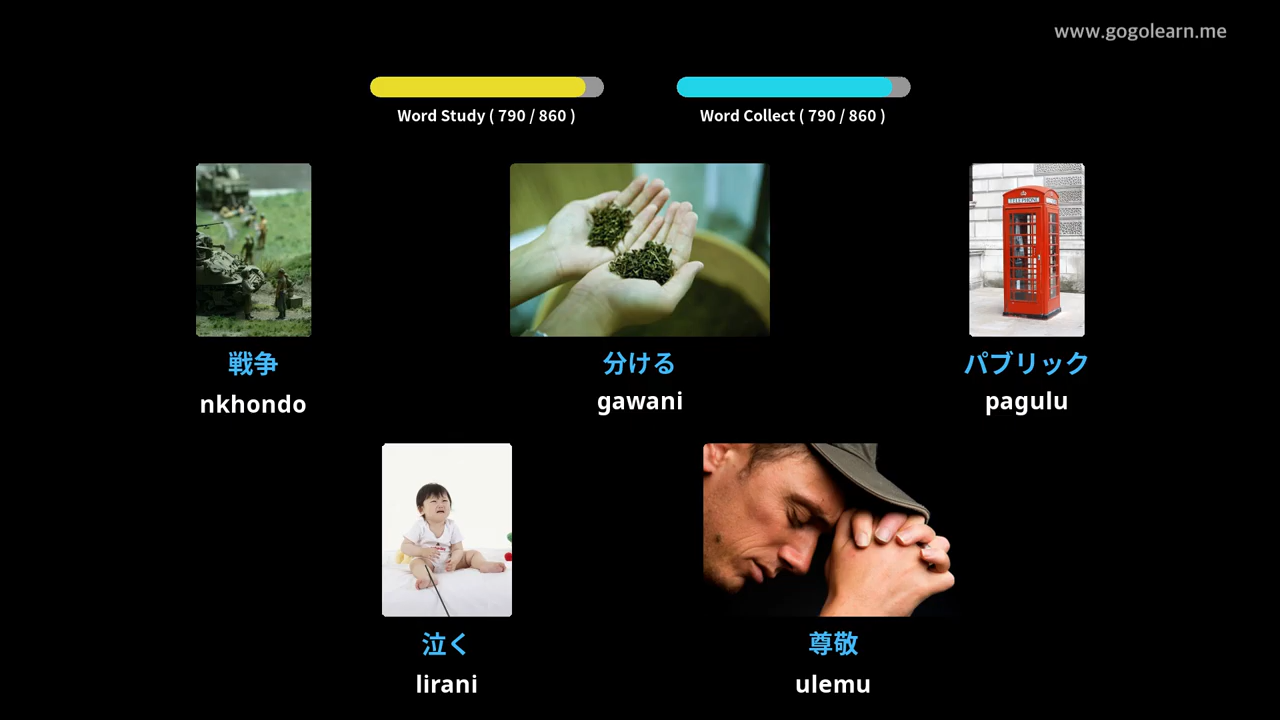 www.gogolearn.me
Word Study ( 790 / 860 )
Word Collect ( 790 / 860 )
戦争
nkhondo
分ける
gawani
TELEPHONE
パブリック
pagulu
泣く
lirani
尊敬
ulemu